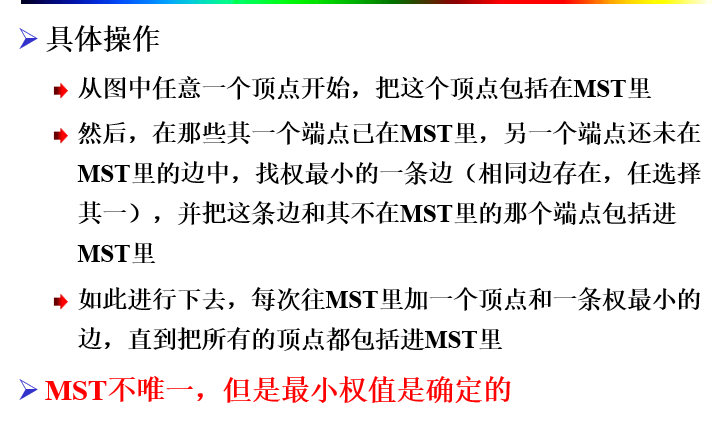 具体操作
从图中任意一个顶点开始，把这个顶点包括在MST里
然后，在那些其一个端点已在MST里，另一个端点还未在
MST里的边中，找权最小的一条边（相同边存在，任选择
其一），并把这条边和其不在MST里的那个端点包括进
MST里
如此进行下去，每次往MST里加一个顶点和一条权最小的
边，直到把所有的顶点都包括进MST里
MST不唯一，但是最小权值是确定的